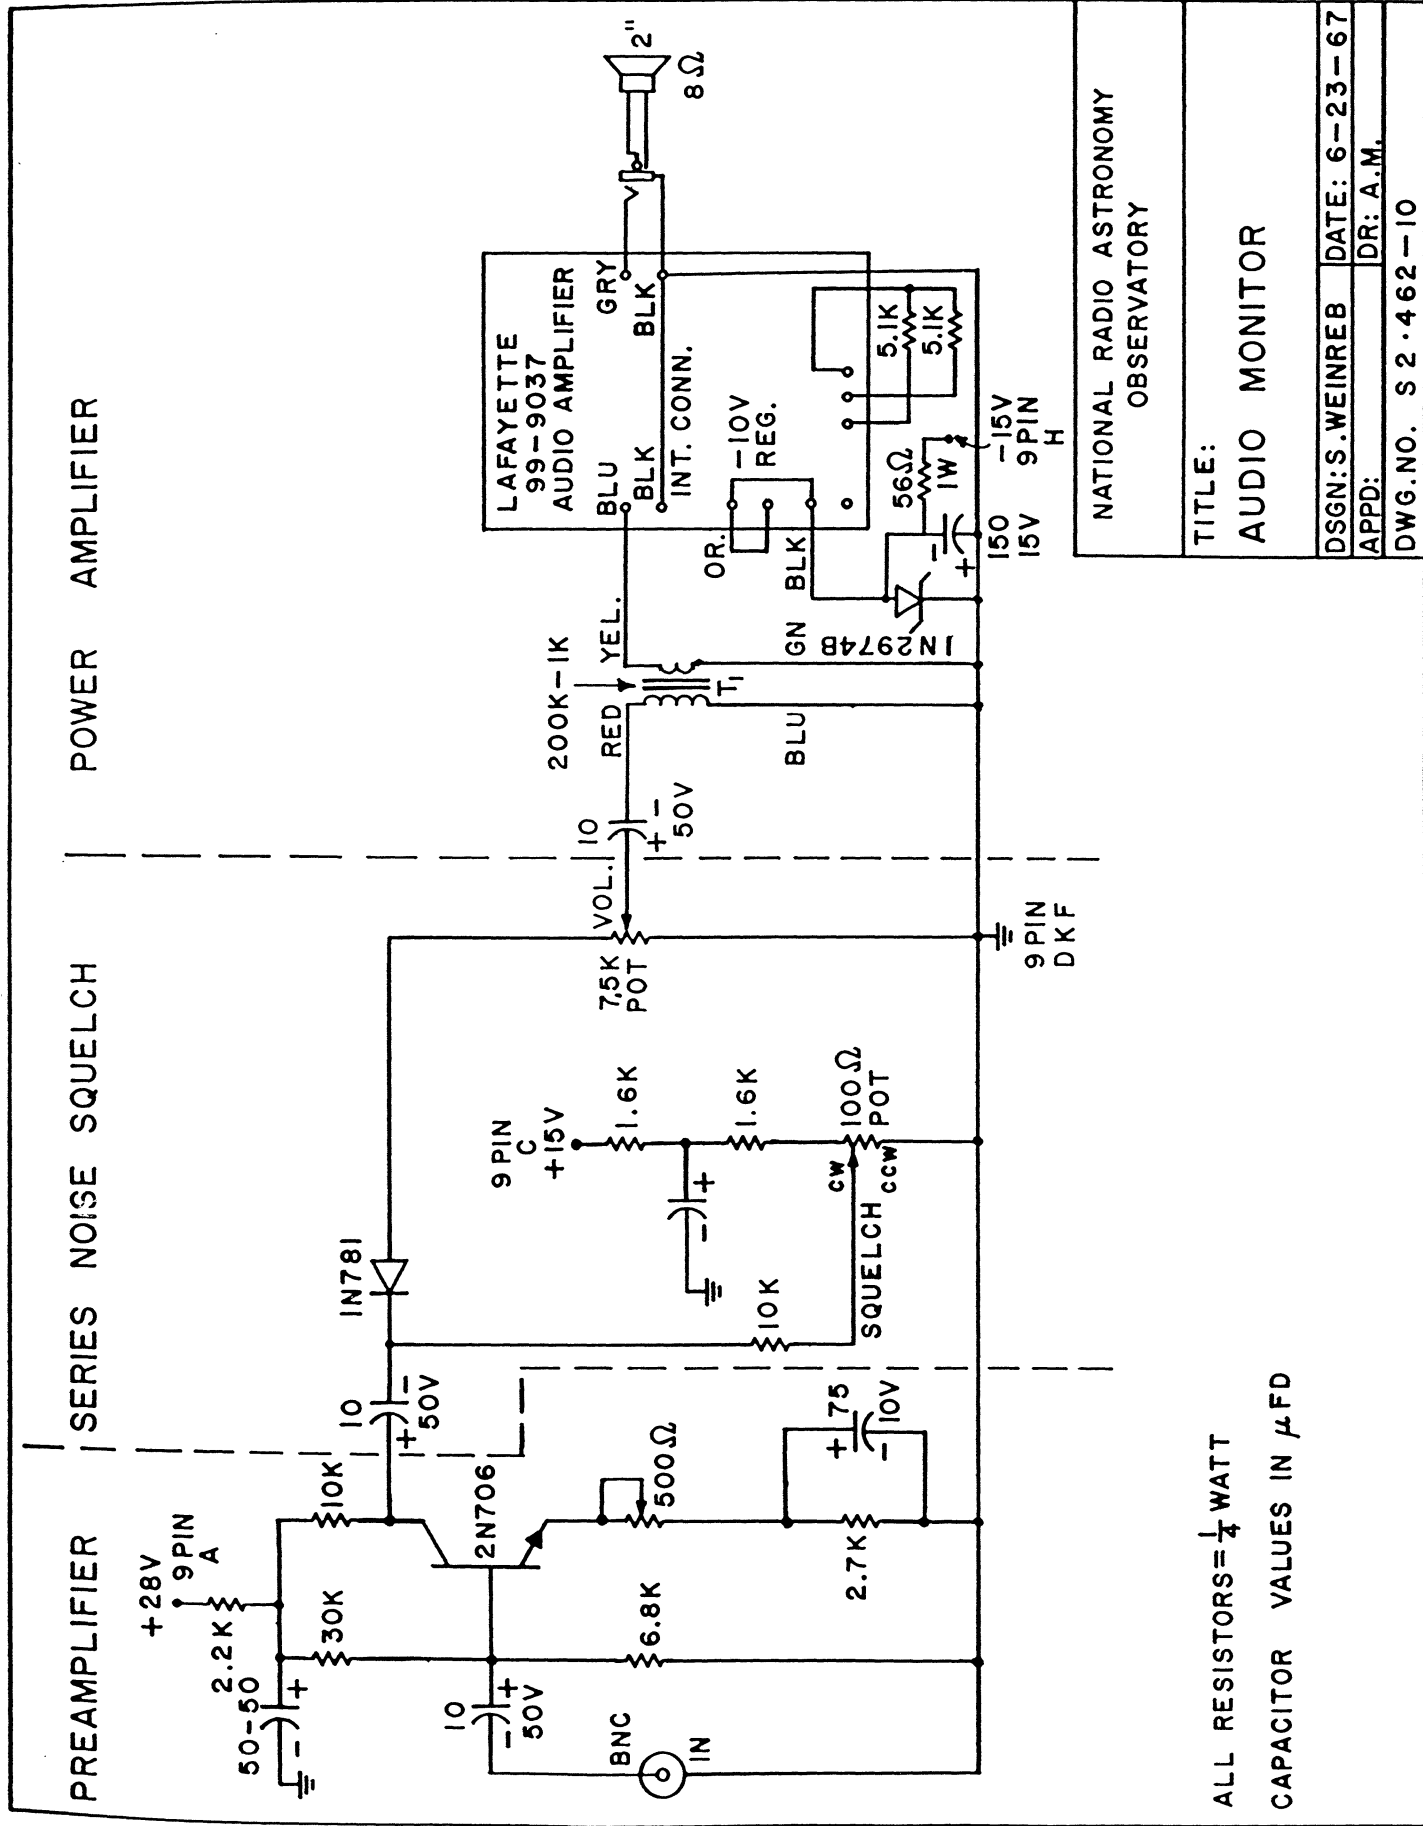 PREAMPLIFIER
SERIES NOISE SQUELCH
POWER AMPLIFIER
+28V
9PIN
A
2.2K
50-50
+
-
30K
10K
10
+ -
50V
2N706
10
- +
50V
BNC
IN
6.8K
500Ω
2.7K
75
+ -
10V
1N781
10K
SQUELCH
9PIN
C
+15V
1.6K
+
-
1.6K
CW
CCW
100Ω
POT
7.5K
POT
VOL.
9PIN
DKF
10
+ -
50V
200K-1K
RED
YEL.
T1
BLU
GN
LAFAYETTE
99-9037
AUDIO AMPLIFIER
BLU
GRY
BLK
BLK
INT. CONN.
OR.
-10V
REG.
BLK
5.1K
5.1K
1N2974B
-
+
150
15V
56Ω
1W
-15V
9PIN
H
2"
8Ω
ALL RESISTORS=1/4 WATT
CAPACITOR VALUES IN μFD
NATIONAL RADIO ASTRONOMY
OBSERVATORY
TITLE:
AUDIO MONITOR
DSGN: S.WEINREB DATE: 6-23-67
APPD: DR: A.M.
DWG.NO. S2·462-10